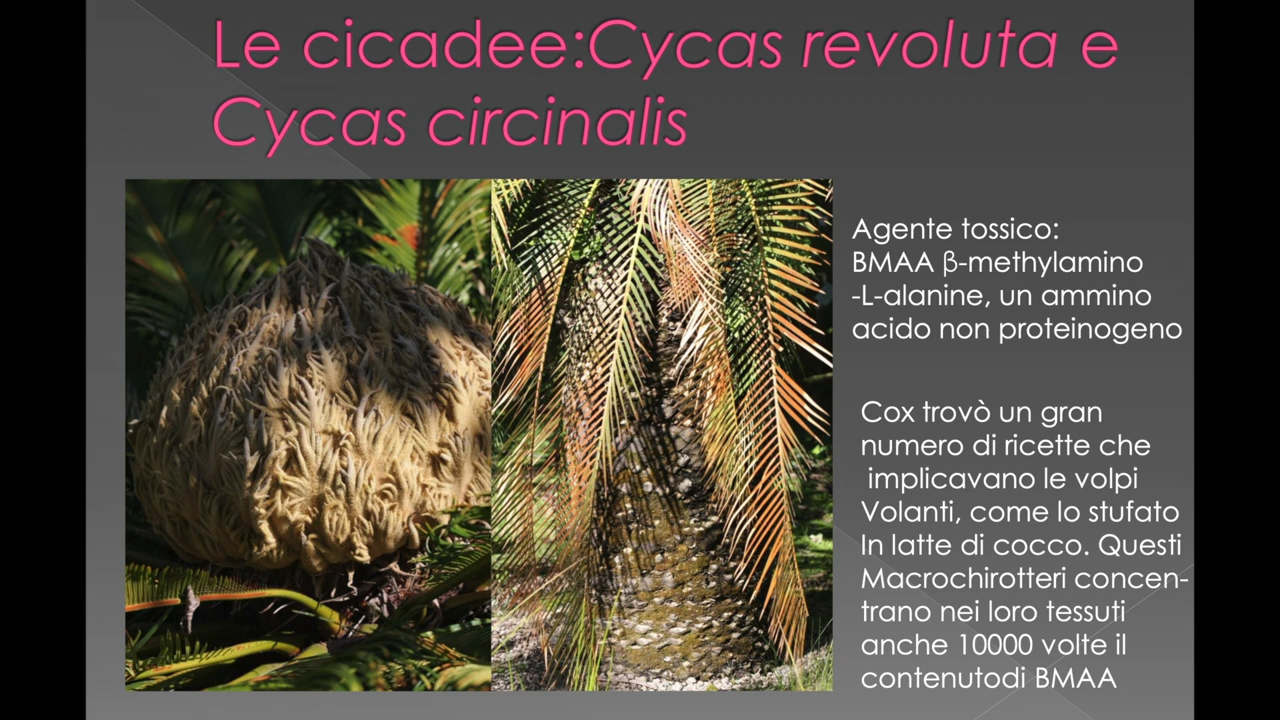 Le cicadee:Cycas revoluta e
Cycas circinalis
Agente tossico:
BMAA β-methylamino
-L-alanine, un ammino
acido non proteinogeno
Cox trovò un gran
numero di ricette che
implicavano le volpi
Volanti, come lo stufato
In latte di cocco. Questi
Macrochirotteri concen-
trano nei loro tessuti
anche 10000 volte il
contenutodi BMAA